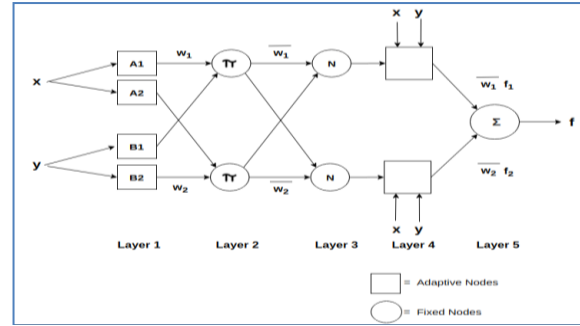 x y
A1 w₁ π w̅₁ N
x
A2
w̅₁ f₁
Σ f
B1
y
B2 w₂ π w̅₂ N
w̅₂ f₂
x y
Layer 1 Layer 2 Layer 3 Layer 4 Layer 5
= Adaptive Nodes
= Fixed Nodes